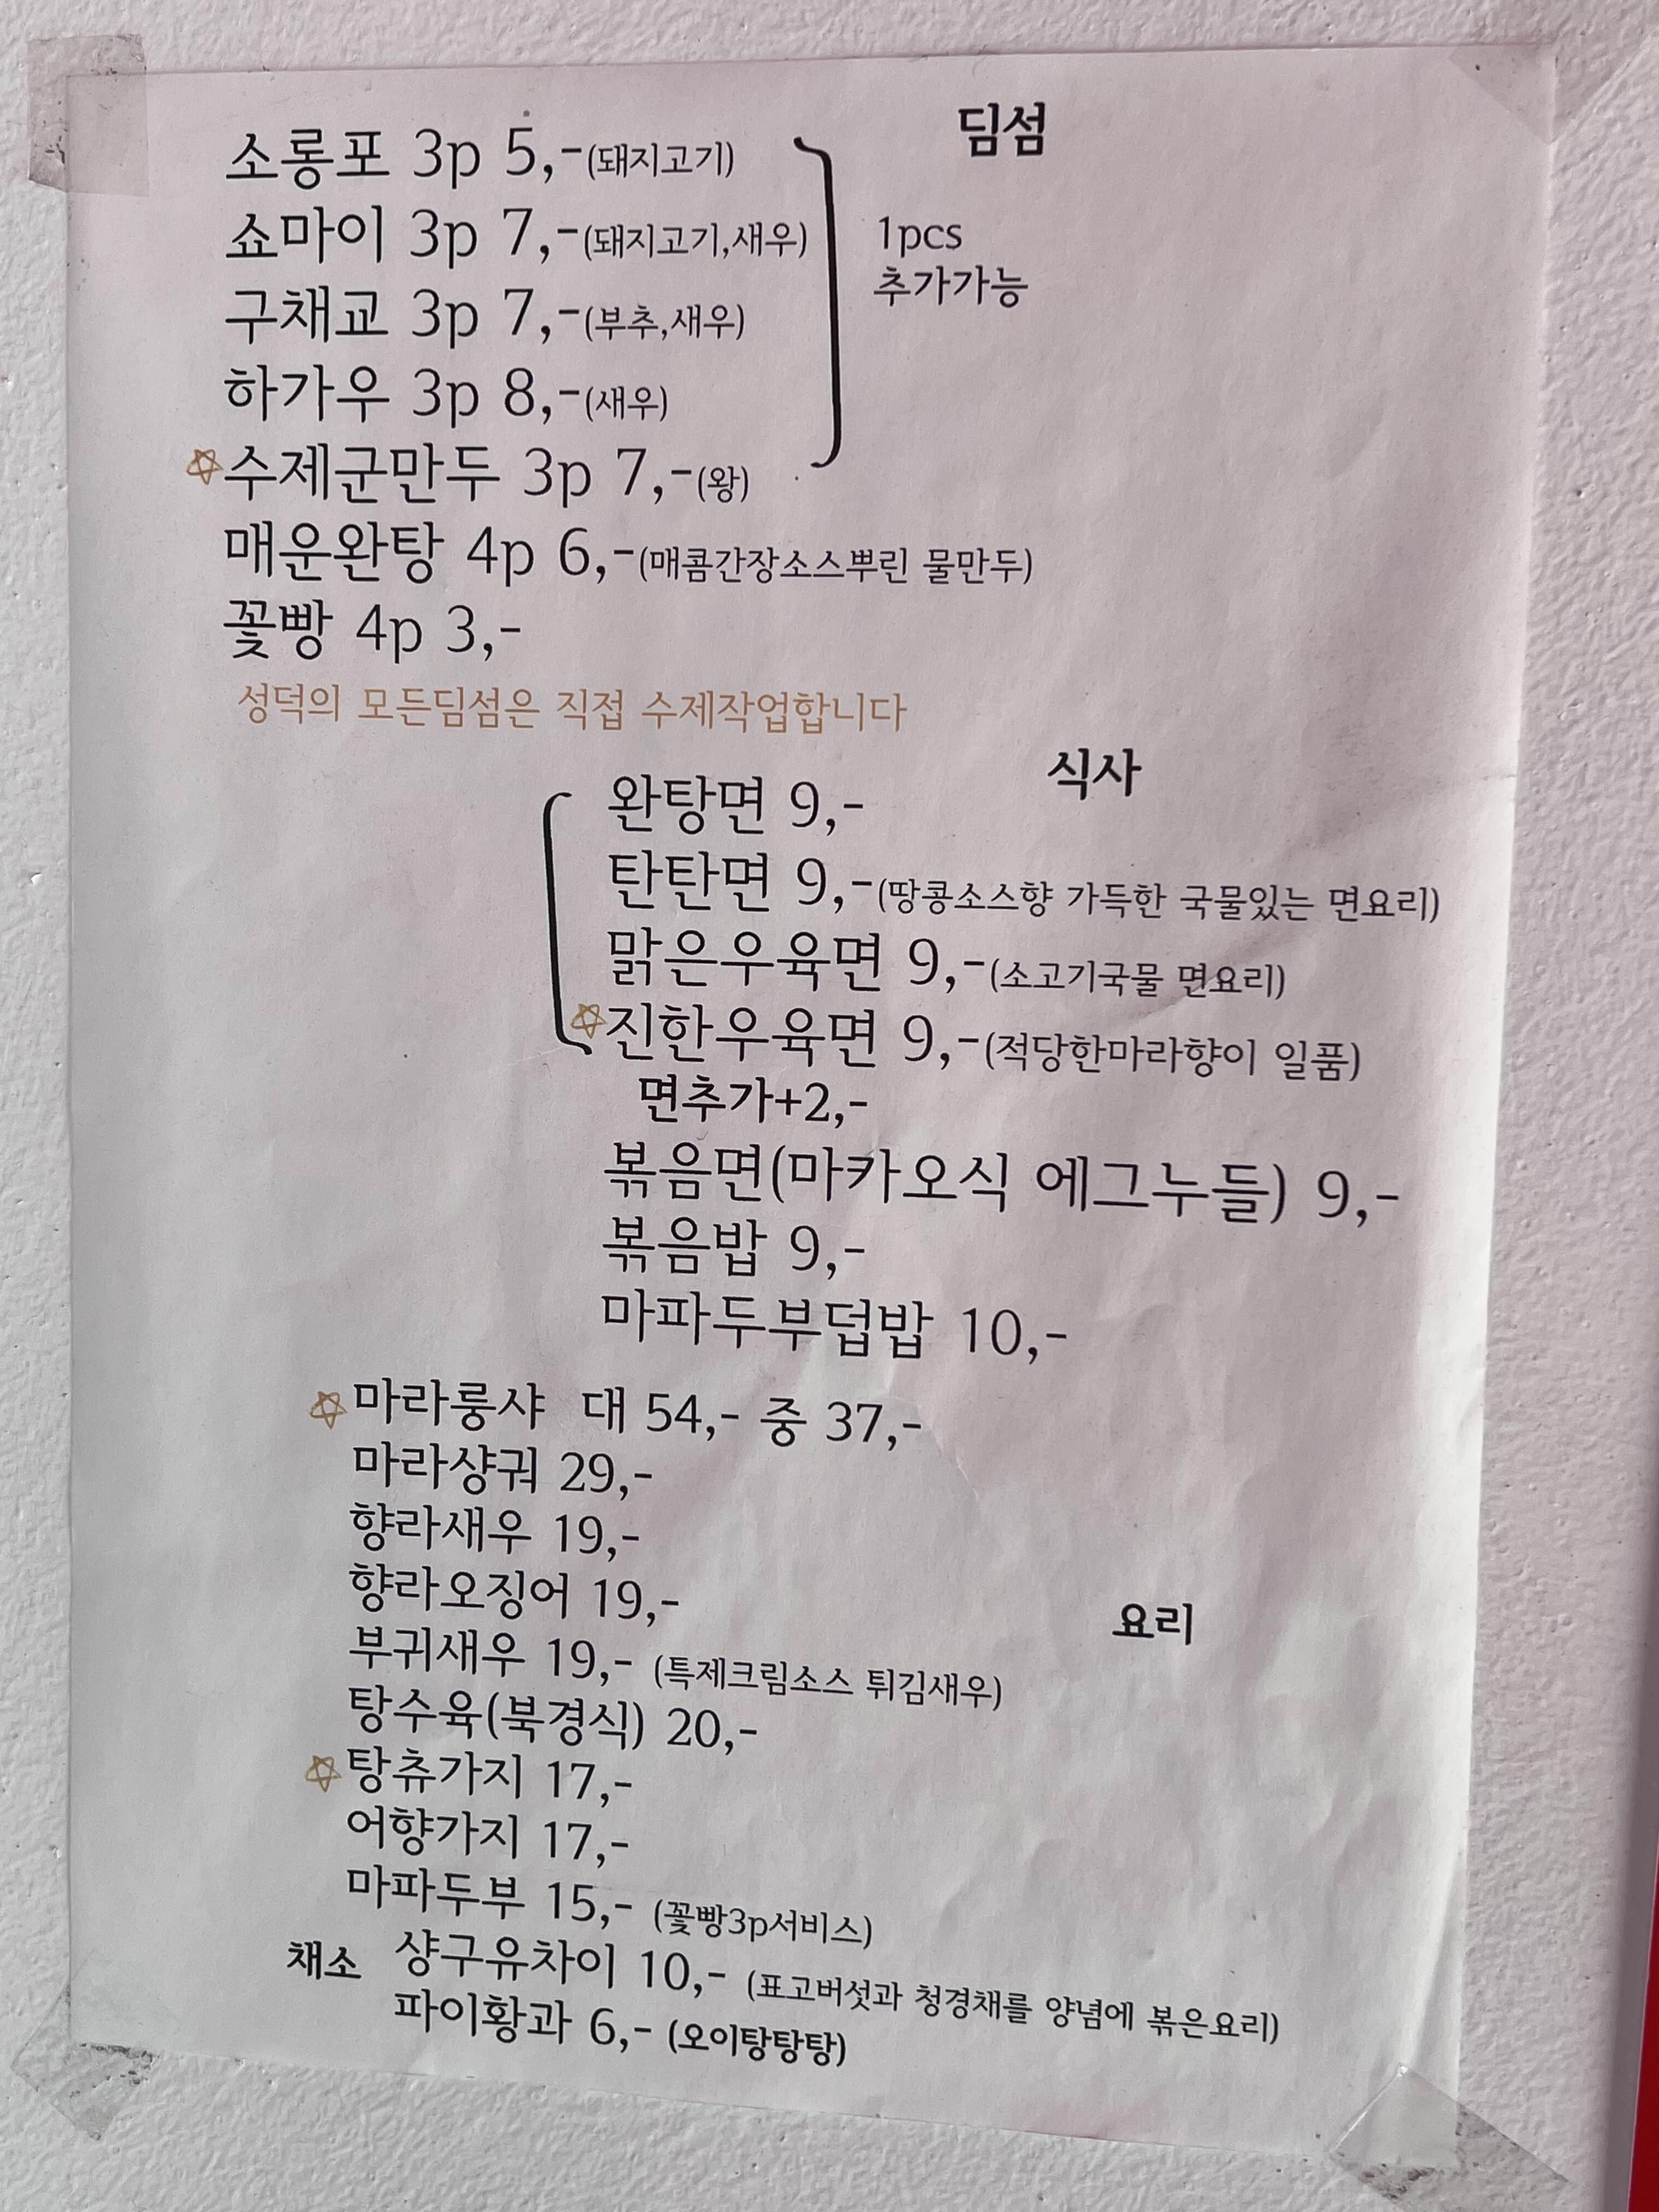 딤섬
소롱포 3p 5,-(돼지고기)
쇼마이 3p 7,-(돼지고기,새우)
구채교 3p 7,-(부추,새우)
하가우 3p 8,-(새우)
수제군만두 3p 7,-(왕)
1pcs
추가가능
매운완탕 4p 6,-(매콤간장소스뿌린 물만두)
꽃빵 4p 3,-
성덕의 모든딤섬은 직접 수제작업합니다
식사
완탕면 9,-
탄탄면 9,-(땅콩소스향 가득한 국물있는 면요리)
맑은우육면 9,-(소고기국물 면요리)
진한우육면 9,-(적당한마라향이 일품)
면추가+2,-
볶음면(마카오식 에그누들) 9,-
볶음밥 9,-
마파두부덥밥 10,-
마라룽샤 대 54,- 중 37,-
마라샹궈 29,-
향라새우 19,-
향라오징어 19,-
요리
부귀새우 19,- (특제크림소스 튀김새우)
탕수육(북경식) 20,-
탕츄가지 17,-
어향가지 17,-
마파두부 15,- (꽃빵3p서비스)
채소 샹구유차이 10,- (표고버섯과 청경채를 양념에 볶은요리)
파이황과 6,- (오이탕탕탕)